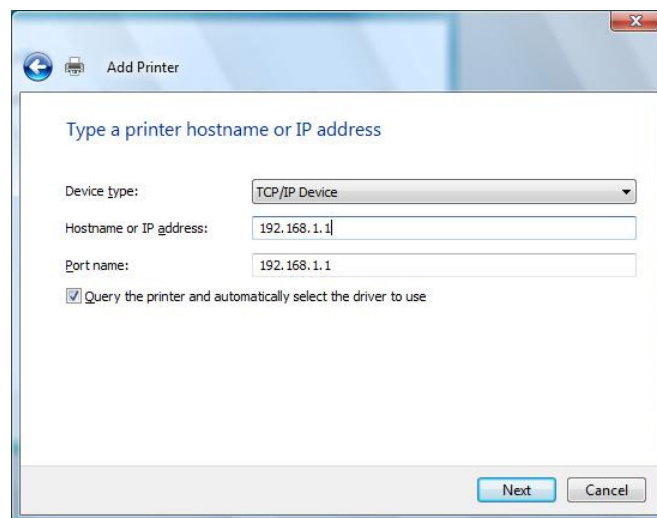 Add Printer
Type a printer hostname or IP address
Device type: TCP/IP Device
Hostname or IP address: 192.168.1.1
Port name: 192.168.1.1
Query the printer and automatically select the driver to use
Next Cancel